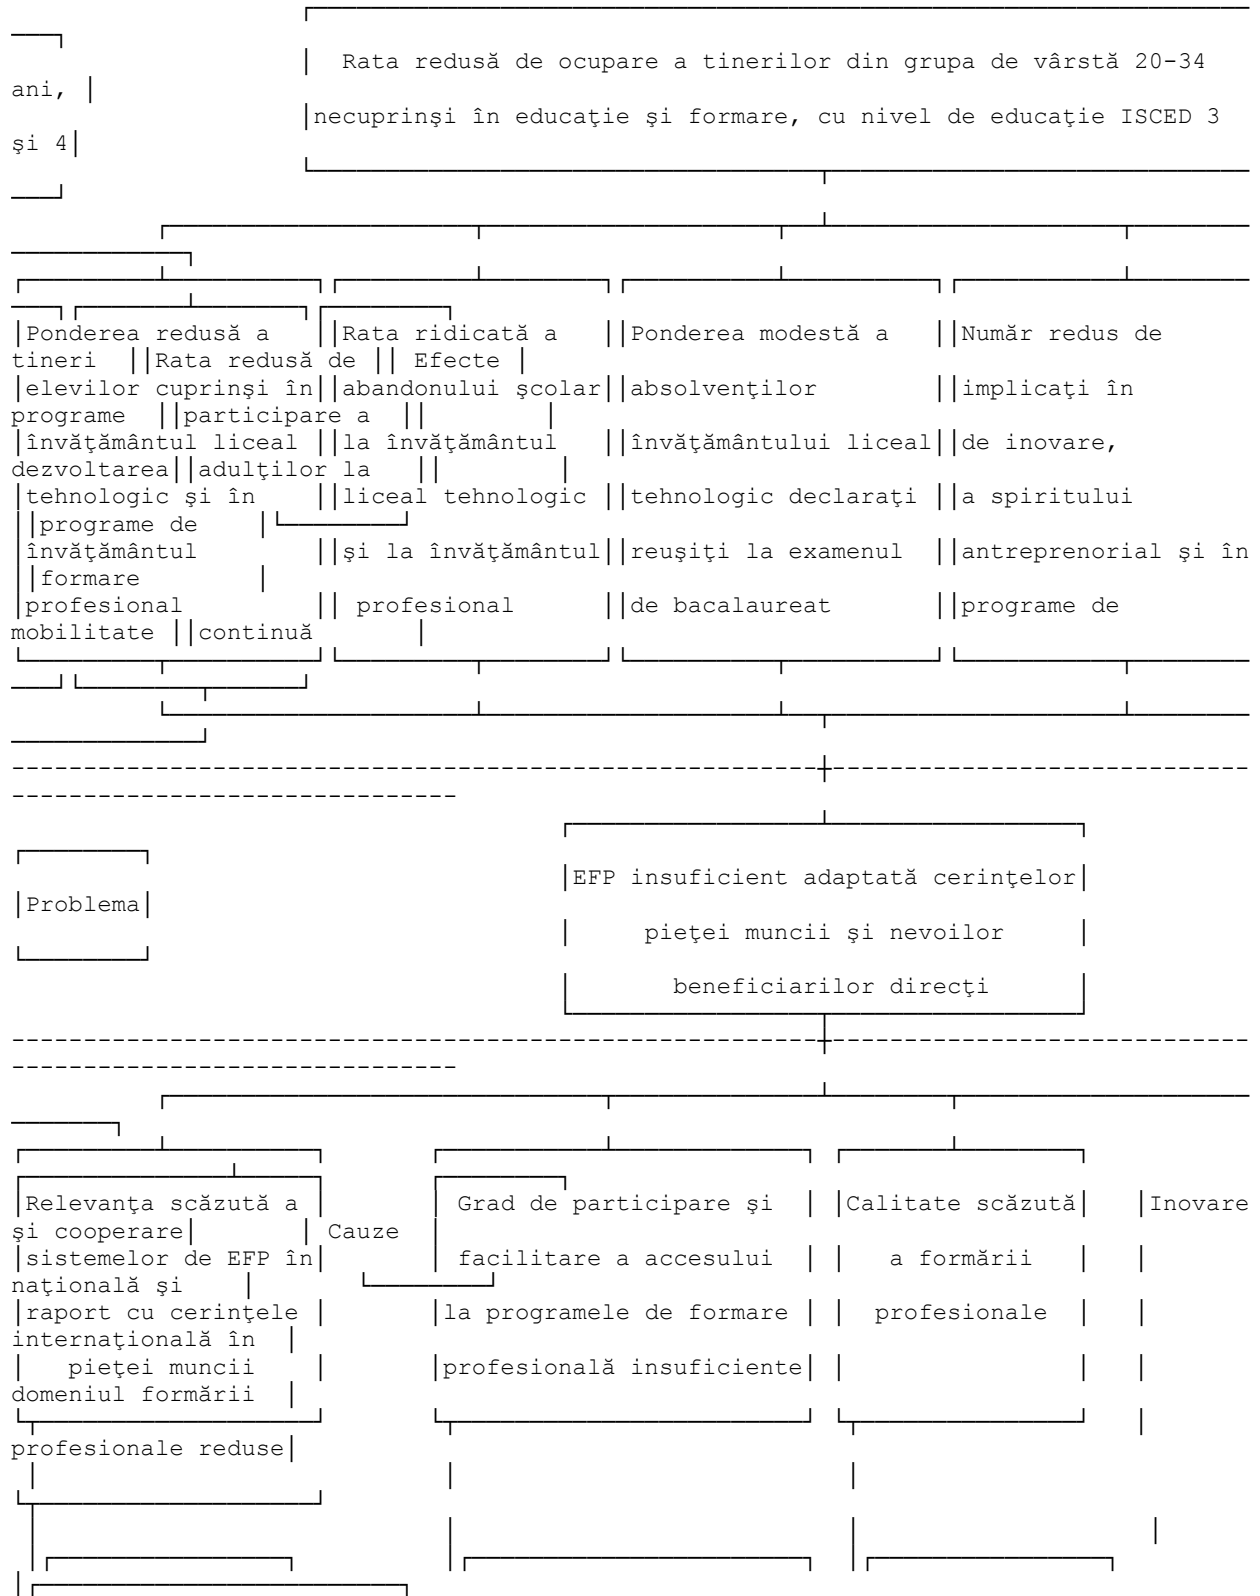 Rata redusă de ocupare a tinerilor din grupa de vârstă 20-34
ani,
necuprinşi în educaţie şi formare, cu nivel de educaţie ISCED 3
şi 4
Ponderea redusă a Rata ridicată a Ponderea modestă a Număr redus de
tineri Rata redusă de Efecte
elevilor cuprinşi în abandonului şcolar absolvenţilor implicaţi în
programe participare a
învăţământul liceal la învăţământul învăţământului liceal de inovare,
dezvoltarea adulţilor la
tehnologic şi în liceal tehnologic tehnologic declaraţi a spiritului
programe de
învăţământul şi la învăţământul reuşiţi la examenul antreprenorial şi în
formare
profesional profesional de bacalaureat programe de
mobilitate continuă
EFP insuficient adaptată cerinţelor
Problema
pieţei muncii şi nevoilor
beneficiarilor direcţi
Relevanţa scăzută a Grad de participare şi Calitate scăzută Inovare
şi cooperare Cauze
sistemelor de EFP în facilitare a accesului a formării
naţională şi
raport cu cerinţele la programele de formare profesionale
internaţională în
pieţei muncii profesională insuficiente
domeniul formării
profesionale reduse